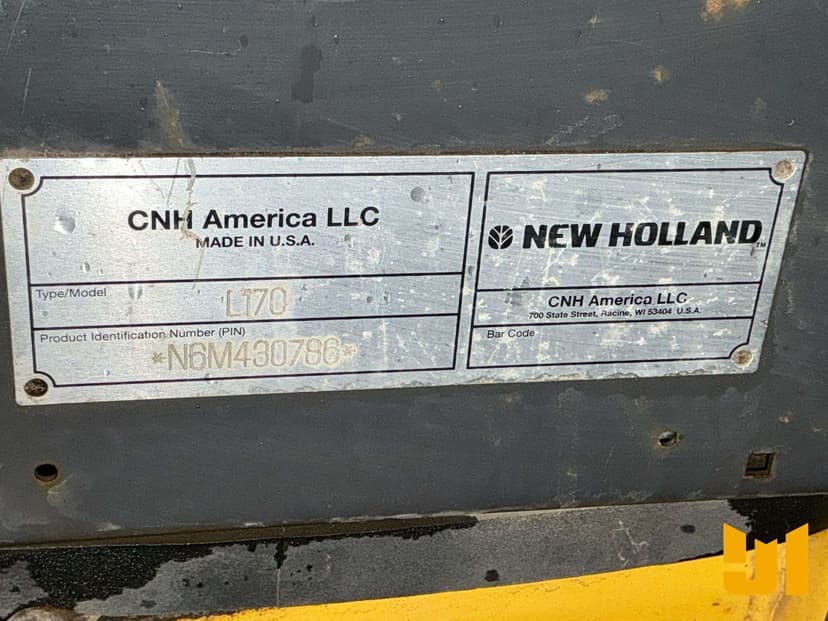 CNH America LLC
MADE IN U.S.A.
Type/Model
L170
Product Identification Number (PIN)
*N6M430786*
NEW HOLLAND™
CNH America LLC
700 State Street, Racine, WI 53404 U.S.A.
Bar Code